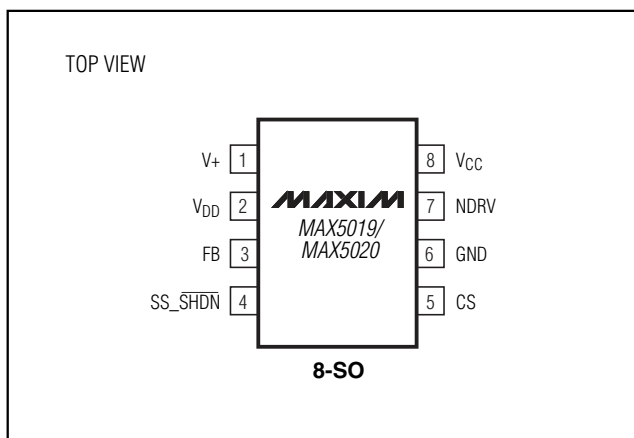 TOP VIEW
V+ 1
8 VCC
VDD 2
MAXIM
7 NDRV
MAX5019/
MAX5020
FB 3
6 GND
SS_SHDN 4
5 CS
8-SO